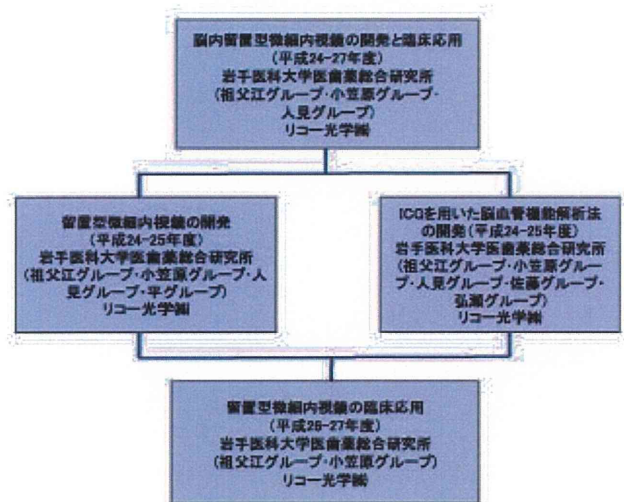 脳内留置型微細内視鏡の開発と臨床応用
(平成24-27年度)
岩手医科大学医歯薬総合研究所
(祖父江グループ・小笠原グループ・
人見グループ)
リコー光学㈱
留置型微細内視鏡の開発
(平成24-25年度)
岩手医科大学医歯薬総合研究所
(祖父江グループ・小笠原グループ・人
見グループ・平グループ)
リコー光学㈱
ICGを用いた脳血管機能解析法
の開発(平成24-25年度)
岩手医科大学医歯薬総合研究所
(祖父江グループ・小笠原グルー
プ・人見グループ・佐藤グループ・
弘瀬グループ)
リコー光学㈱
留置型微細内視鏡の臨床応用
(平成26-27年度)
岩手医科大学医歯薬総合研究所
(祖父江グループ・小笠原グループ)
リコー光学㈱